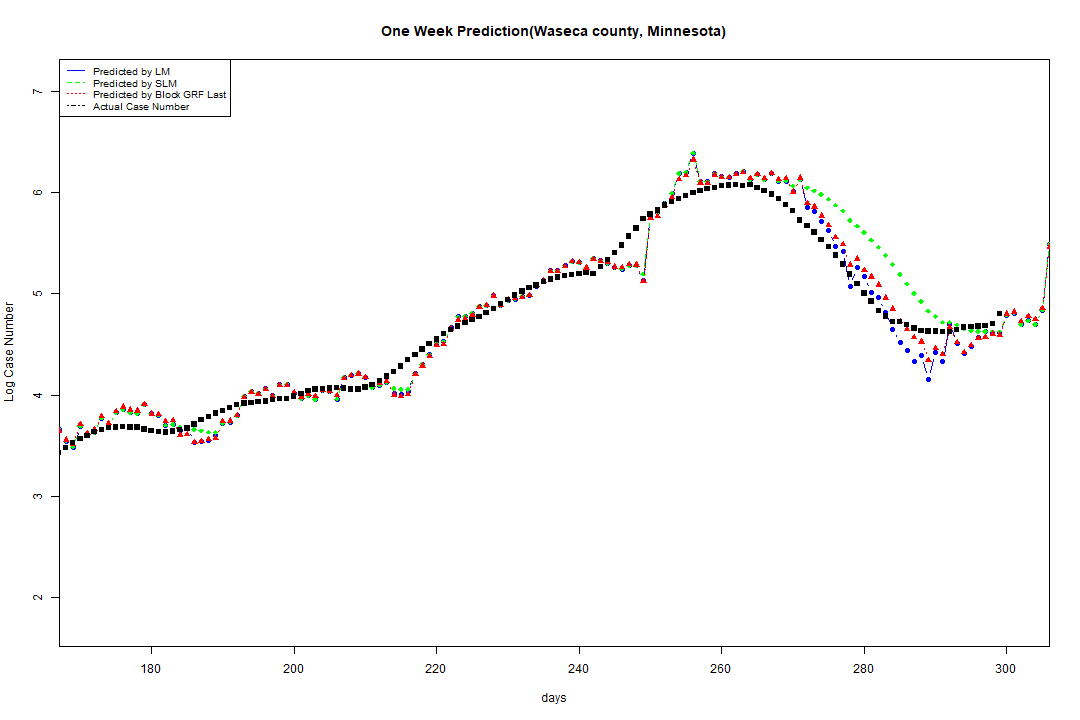 One Week Prediction(Waseca county, Minnesota)
Predicted by LM
Predicted by SLM
Predicted by Block GRF Last
Actual Case Number
7
6
5
4
3
2
Log Case Number
180 200 220 240 260 280 300
days